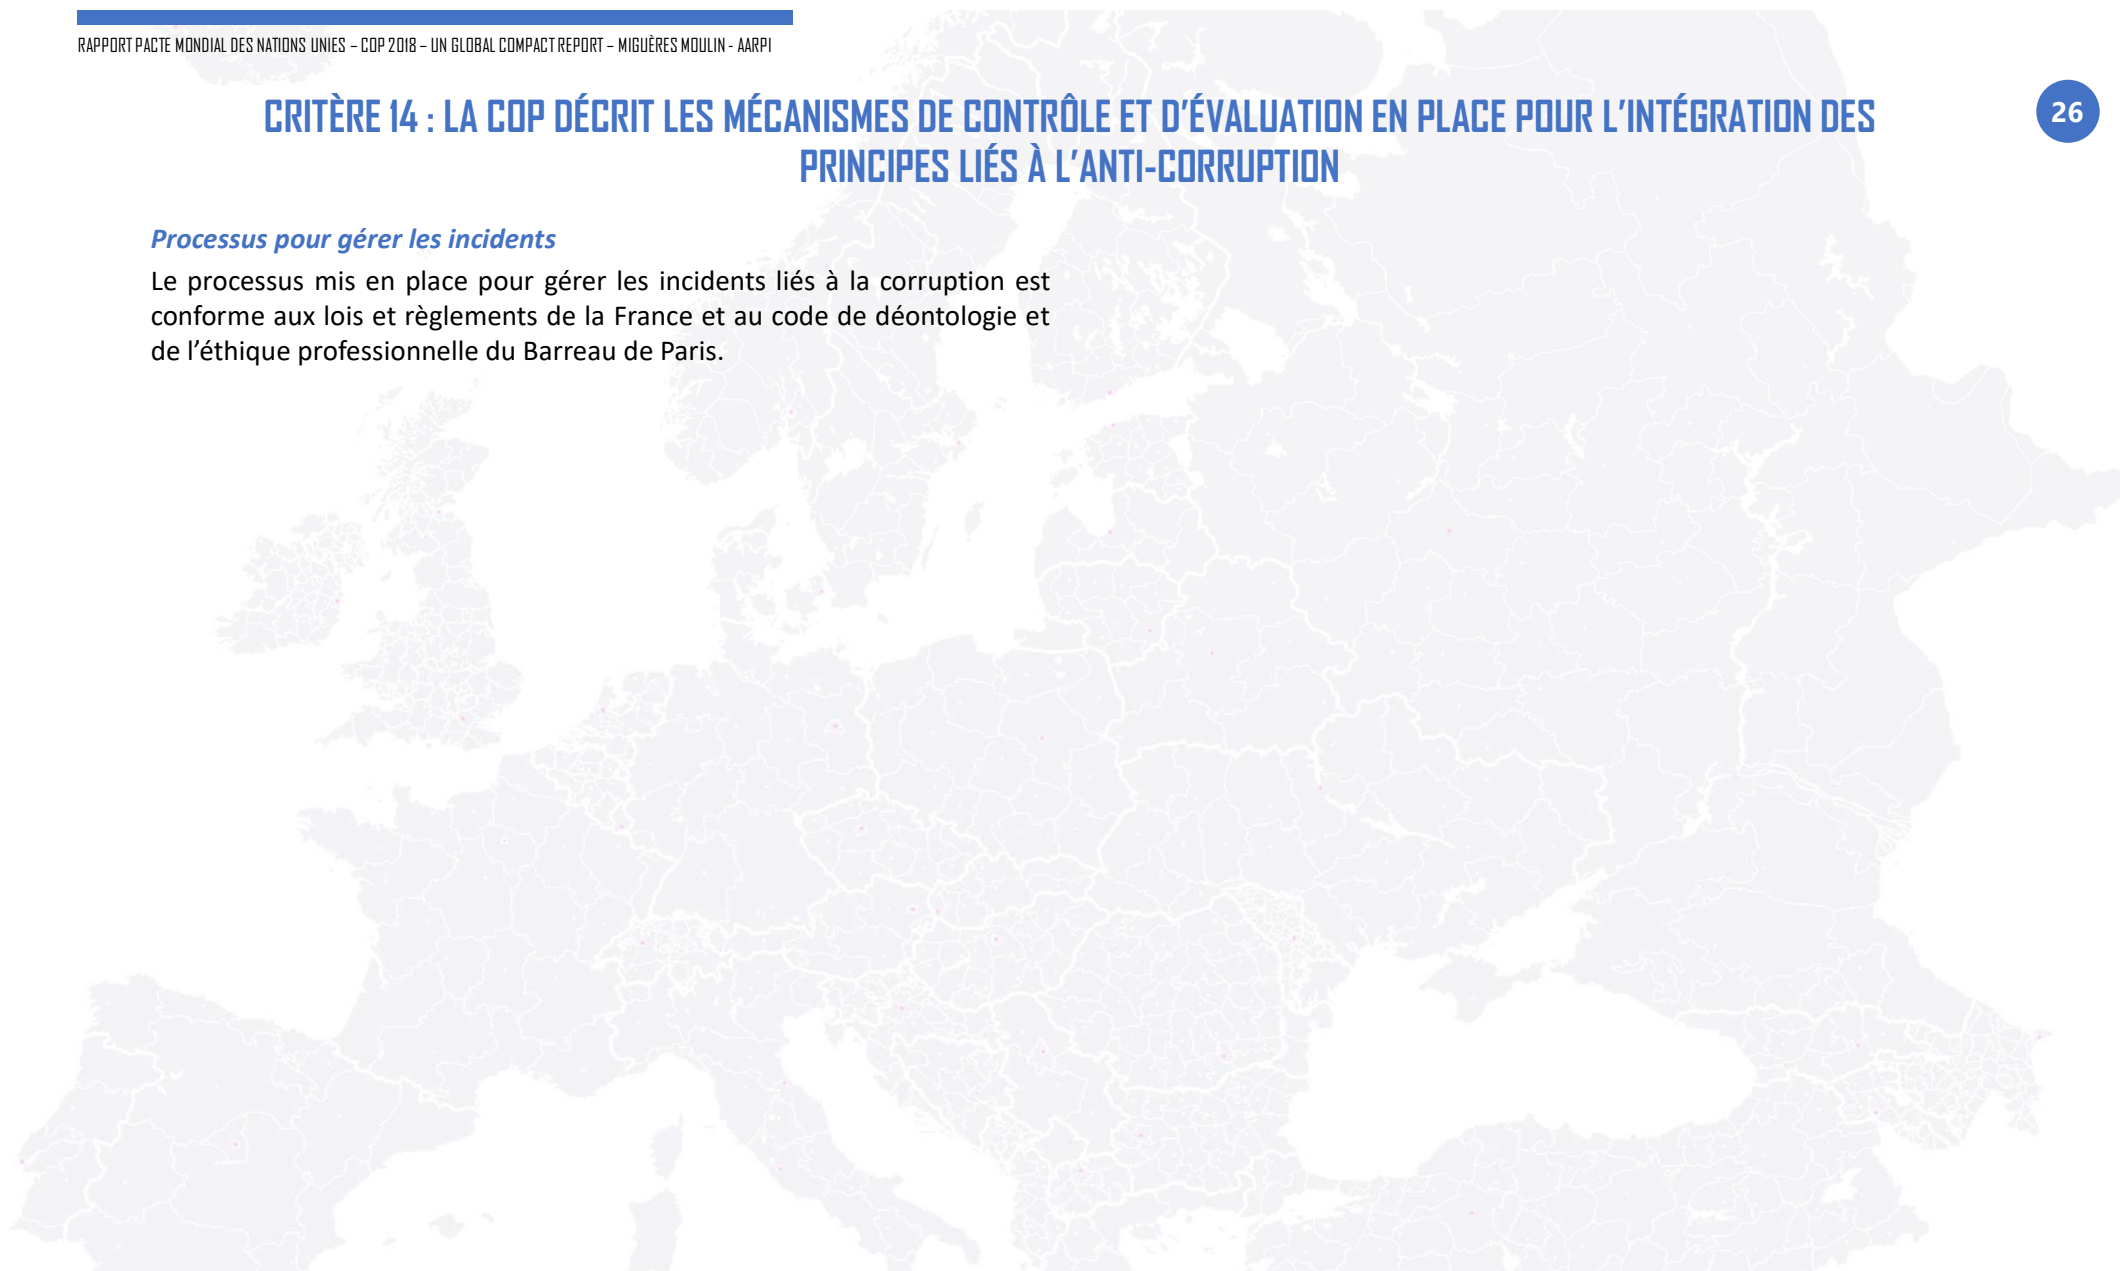 RAPPORT PACTE MONDIAL DES NATIONS UNIES – COP 2018 – UN GLOBAL COMPACT REPORT – MIGUÈRES MOULIN - AARPI
CRITÈRE 14 : LA COP DÉCRIT LES MÉCANISMES DE CONTRÔLE ET D’ÉVALUATION EN PLACE POUR L’INTÉGRATION DES
PRINCIPES LIÉS À L’ANTI-CORRUPTION
26
Processus pour gérer les incidents
Le processus mis en place pour gérer les incidents liés à la corruption est
conforme aux lois et règlements de la France et au code de déontologie et
de l’éthique professionnelle du Barreau de Paris.